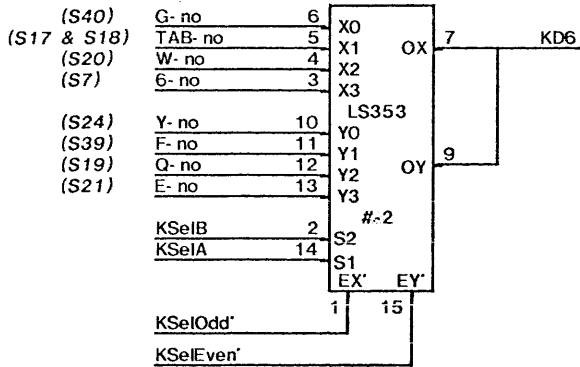 (S40) G- no 6 X0
(S17 & S18) TAB- no 5 X1 OX 7 KD6
(S20) W- no 4 X2
(S7) 6- no 3 X3
LS353
(S24) Y- no 10 Y0
(S39) F- no 11 Y1 OY 9
(S19) Q- no 12 Y2
(S21) E- no 13 Y3
#-2
KSelB 2 S2
KSelA 14 S1
EX' EY'
1 15
KSelOdd'
KSelEven'